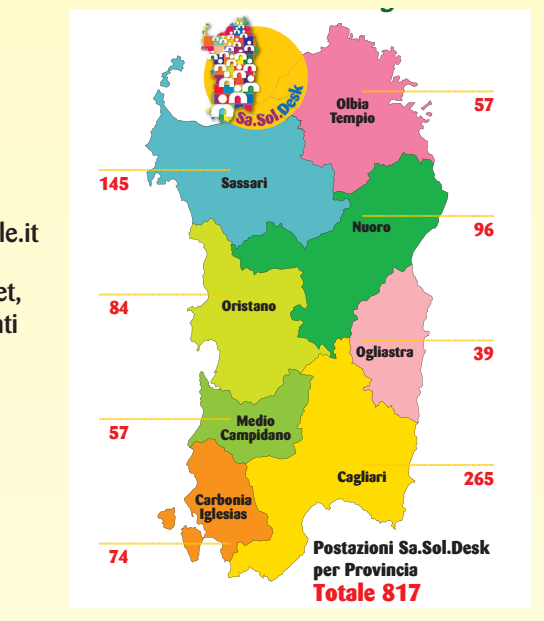 Sa.Sol.Desk
Olbia
Tempio
57
145
Sassari
Nuoro
96
le.it
et,
nti
84
Oristano
Ogliastra
39
57
Medio
Campidano
Cagliari
265
Carbonia
Iglesias
74
Postazioni Sa.Sol.Desk
per Provincia
Totale 817